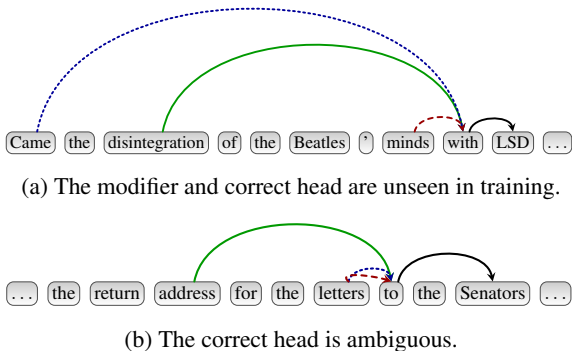 Came the disintegration of the Beatles ’ minds with LSD ...
(a) The modifier and correct head are unseen in training.
... the return address for the letters to the Senators ...
(b) The correct head is ambiguous.